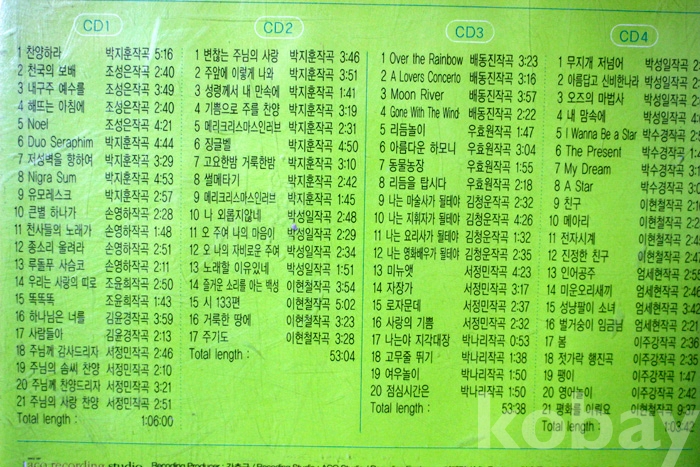 CD1
1 찬양하라 박지훈작곡 5:16
2 천국의 보배 조성은작곡 2:40
3 내구주 예수를 조성은작곡 3:49
4 해뜨는 아침에 조성은작곡 2:40
5 Noel 조성은작곡 4:21
6 Duo Seraphim 박지훈작곡 4:44
7 저성벽을 향하여 박지훈작곡 3:29
8 Nigra Sum 박지훈작곡 4:53
9 유모레스크 박지훈작곡 2:57
10 큰별 하나가 손영하작곡 2:28
11 천사들의 노래가 손영하작곡 1:48
12 종소리 울려라 손영하작곡 2:51
13 루돌푸 사슴코 손영하작곡 2:11
14 우리는 사랑의 띠로 조윤환작곡 2:50
15 똑똑똑 조윤환작곡 1:43
16 하나님은 너를 김윤경작곡 3:59
17 사람들아 김윤경작곡 2:13
18 주님께 감사드리자 서정민작곡 2:46
19 주님의 솜씨 찬양 서정민작곡 2:10
20 주님께 찬양드리자 서정민작곡 3:21
21 주님의 사랑 찬양 서정민작곡 2:51
Total length : 1:06:00
CD2
1 변찮는 주님의 사랑 박지훈작곡 3:46
2 주앞에 이렇게 나와 박지훈작곡 3:51
3 성령께서 내 맘속에 박지훈작곡 1:41
4 기쁨으로 주를 찬양 박지훈작곡 3:19
5 메리크리스마스인리브 박지훈작곡 2:31
6 징글벨 박지훈작곡 4:50
7 고요한밤 거룩한밤 박지훈작곡 3:10
8 썰메타기 박지훈작곡 2:42
9 메리크리스마스인리브 박지훈작곡 1:45
10 나 외롭지않네 박성일작곡 2:48
11 오 주여 나의 마음이 박성일작곡 2:29
12 오 나의 자비로운 주여 박성일작곡 2:34
13 노래할 이유있네 박성일작곡 1:51
14 즐거운 소리를 아는 백성 이현철작곡 3:54
15 시 133편 이현철작곡 5:02
16 거룩한 땅에 이현철작곡 3:23
17 주기도 이현철작곡 3:28
Total length : 53:04
CD3
1 Over the Rainbow 배동진작곡 3:23
2 A Lovers Concerto 배동진작곡 3:16
3 Moon River 배동진작곡 3:57
4 Gone With The Wind 배동진작곡 2:22
5 리듬놀이 우효원작곡 1:47
6 아름다운 하모니 우효원작곡 3:04
7 동물농장 우효원작곡 1:55
8 리듬을 탑시다 우효원작곡 2:18
9 나는 마술사가 될테야 김청운작곡 4:32
10 나는 지휘자가 될테야 김청운작곡 4:26
11 나는 요리사가 될테야 김청운작곡 1:32
12 나는 영화배우가 될테야 김청운작곡 2:35
13 미뉴엣 서정민작곡 4:23
14 자장가 서정민작곡 3:17
15 로자문데 서정민작곡 2:37
16 사랑의 기쁨 서정민작곡 2:32
17 나는야 지각대장 박나리작곡 0:53
18 고무줄 뛰기 박나리작곡 1:38
19 여우놀이 박나리작곡 1:50
20 점심시간은 박나리작곡 1:50
Total length : 53:38
CD4
1 무지개 저넘어 박성일작곡
2 아름답고 신비한나라 박성일작곡
3 오즈의 마법사 박성일작곡
4 내 맘속에 박성일작곡
5 I Wanna Be a Star 박수경작곡
6 The Present 박수경작곡
7 My Dream 박수경작곡
8 A Star 박수경작곡
9 친구 이현철작곡
10 메아리 이현철작곡
11 전자시계 이현철작곡
12 진정한 친구 이현철작곡
13 인어공주 엄세현작곡
14 미운오리새끼 엄세현작곡 2:46
15 성냥팔이 소녀 엄세현작곡 2:42
16 벌거숭이 임금님 엄세현작곡
17 봄 이주강작곡
18 젓가락 행진곡 이주강작곡 2:35
19 팽이 이주강작곡 1:47
20 영어놀이 이주강작곡 2:42
21 평화를 이뤄요 이현철작곡 9:37
Total length : 1:03:42
kobay
recording studio